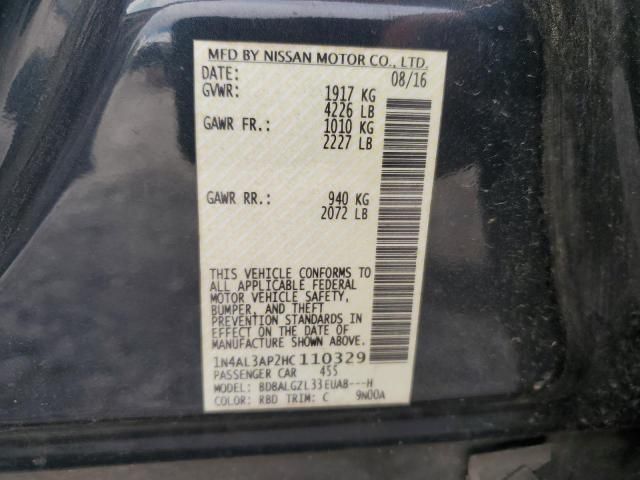 MFD BY NISSAN MOTOR CO., LTD.
DATE: 08/16
GVWR: 1917 KG
4226 LB
GAWR FR.: 1010 KG
2227 LB
GAWR RR.: 940 KG
2072 LB
THIS VEHICLE CONFORMS TO
ALL APPLICABLE FEDERAL
MOTOR VEHICLE SAFETY,
BUMPER, AND THEFT
PREVENTION STANDARDS IN
EFFECT ON THE DATE OF
MANUFACTURE SHOWN ABOVE.
1N4AL3AP2HC110329
PASSENGER CAR 455
MODEL: BDBALGZL33EUA8---H
COLOR: RBD TRIM: C 9N00A